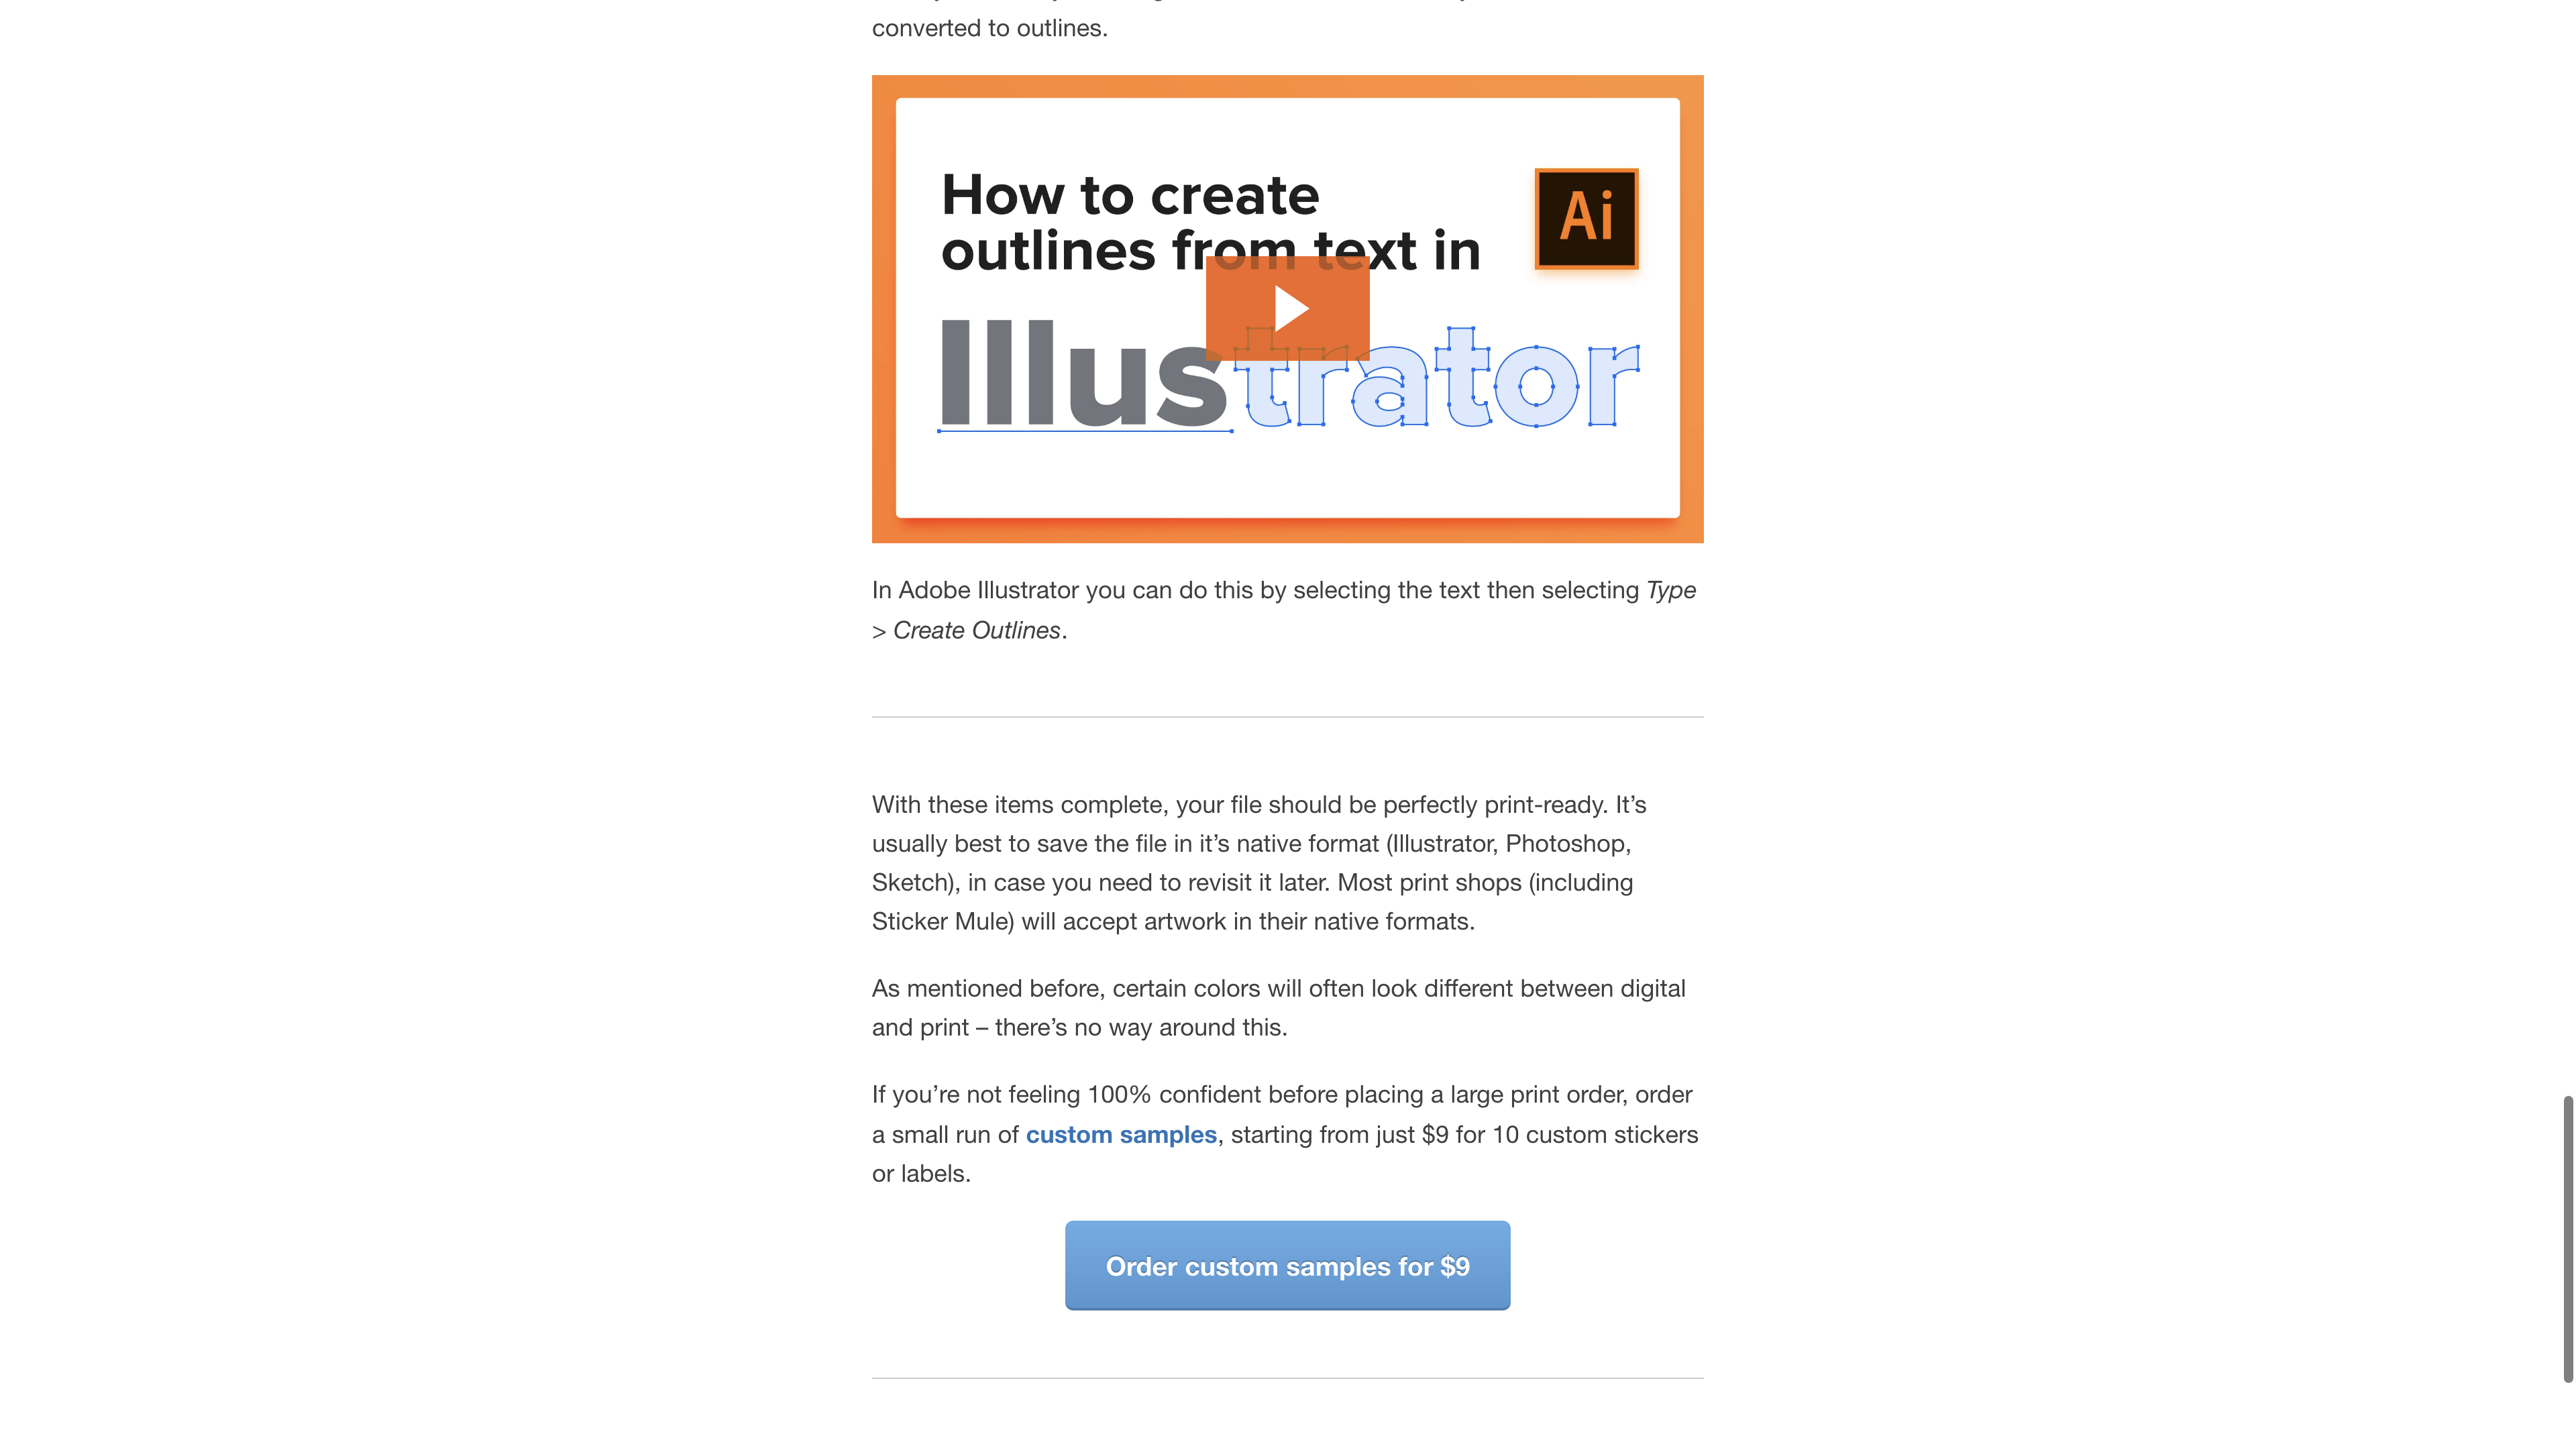 converted to outlines.
How to create
outlines from text in
Ai
Illustrator
In Adobe Illustrator you can do this by selecting the text then selecting Type
> Create Outlines.
With these items complete, your file should be perfectly print-ready. It’s
usually best to save the file in it’s native format (Illustrator, Photoshop,
Sketch), in case you need to revisit it later. Most print shops (including
Sticker Mule) will accept artwork in their native formats.
As mentioned before, certain colors will often look different between digital
and print – there’s no way around this.
If you’re not feeling 100% confident before placing a large print order, order
a small run of custom samples, starting from just $9 for 10 custom stickers
or labels.
Order custom samples for $9